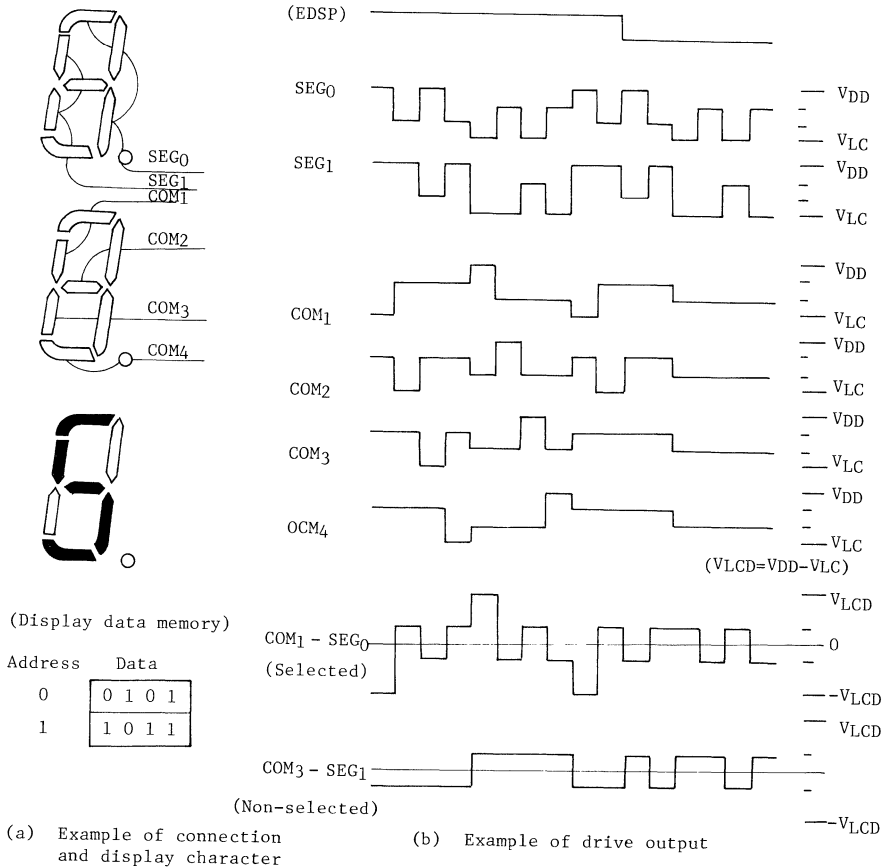 (EDSP)
SEG0
VDD
VLC
SEG1
VDD
VLC
SEG0
SEG1
COM1
COM2
COM3
COM4
COM1
VDD
VLC
COM2
VDD
VLC
COM3
VDD
VLC
OCM4
VDD
VLC
(VLCD=VDD-VLC)
(Display data memory)
Address Data
0 0 1 0 1
1 1 0 1 1
COM1-SEG0
(Selected)
VLCD
0
-VLCD
COM3-SEG1
(Non-selected)
VLCD
-VLCD
(a) Example of connection
and display character
(b) Example of drive output